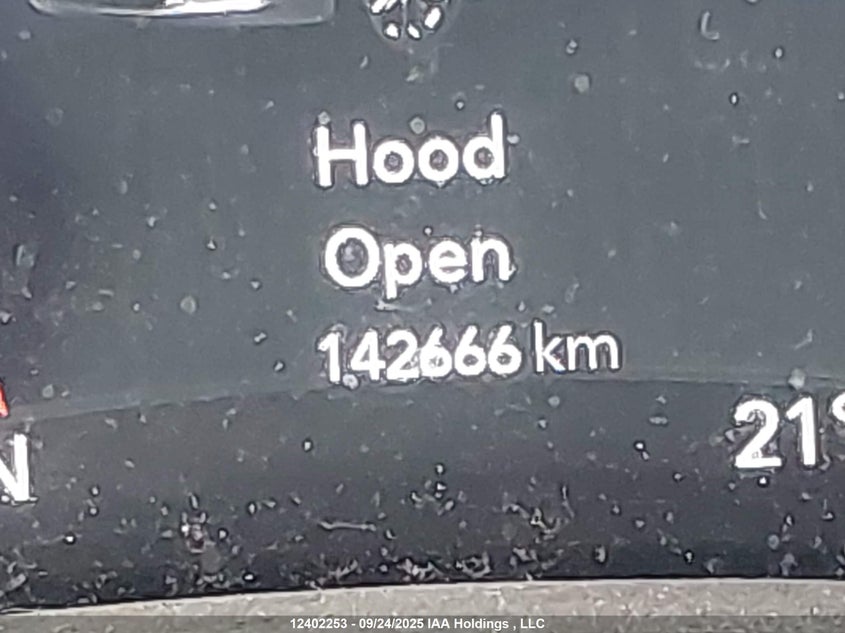 Hood
Open
142666 km
N
21°
12402253 - 09/24/2025 IAA Holdings , LLC